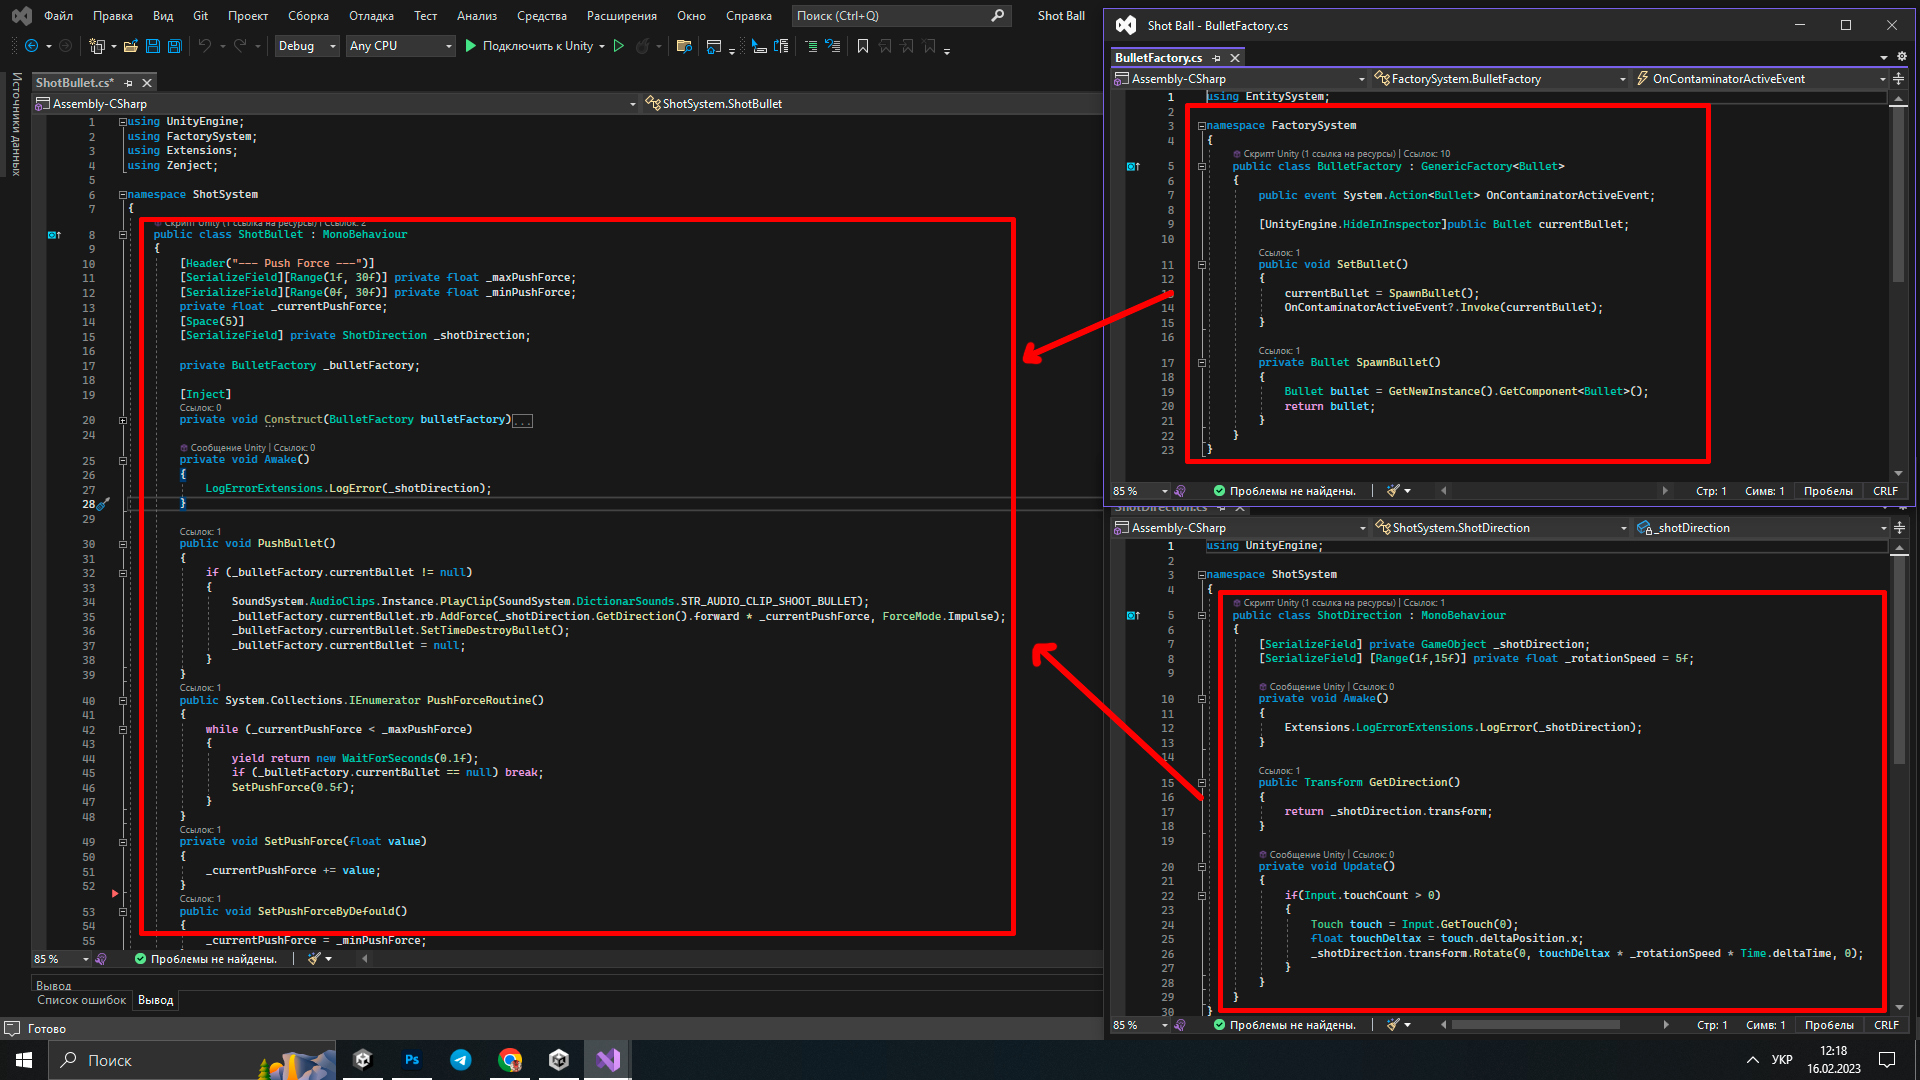 Файл Правка Вид Git Проект Сборка Отладка Тест Анализ Средства Расширения Окно Справка Поиск (Ctrl+Q) Shot Ball
Debug Any CPU Подключить к Unity
Источники данных
ShotBullet.cs*
Assembly-CSharp ShotSystem.ShotBullet
1 using UnityEngine;
2 using FactorySystem;
3 using Extensions;
4 using Zenject;
5
6 namespace ShotSystem
7 {
Скрипт Unity (1 ссылка на ресурсы) | Ссылок: 2
8 public class ShotBullet : MonoBehaviour
9 {
10 [Header("--- Push Force ---")]
11 [SerializeField][Range(1f, 30f)] private float _maxPushForce;
12 [SerializeField][Range(0f, 30f)] private float _minPushForce;
13 private float _currentPushForce;
14 [Space(5)]
15 [SerializeField] private ShotDirection _shotDirection;
16
17 private BulletFactory _bulletFactory;
18
19 [Inject]
Ссылок: 0
20 private void Construct(BulletFactory bulletFactory)...
24
Сообщение Unity | Ссылок: 0
25 private void Awake()
26 {
27 LogErrorExtensions.LogError(_shotDirection);
28 }
29
Ссылок: 1
30 public void PushBullet()
31 {
32 if (_bulletFactory.currentBullet != null)
33 {
34 SoundSystem.AudioClips.Instance.PlayClip(SoundSystem.DictionarSounds.STR_AUDIO_CLIP_SHOOT_BULLET);
35 _bulletFactory.currentBullet.rb.AddForce(_shotDirection.GetDirection().forward * _currentPushForce, ForceMode.Impulse);
36 _bulletFactory.currentBullet.SetTimeDestroyBullet();
37 _bulletFactory.currentBullet = null;
38 }
39 }
Ссылок: 1
40 public System.Collections.IEnumerator PushForceRoutine()
41 {
42 while (_currentPushForce < _maxPushForce)
43 {
44 yield return new WaitForSeconds(0.1f);
45 if (_bulletFactory.currentBullet == null) break;
46 SetPushForce(0.5f);
47 }
48 }
Ссылок: 1
49 private void SetPushForce(float value)
50 {
51 _currentPushForce += value;
52 }
Ссылок: 1
53 public void SetPushForceByDefould()
54 {
55 _currentPushForce = _minPushForce;
85 % Проблемы не найдены.
Вывод
Список ошибок Вывод
Готово
Shot Ball - BulletFactory.cs
BulletFactory.cs
Assembly-CSharp FactorySystem.BulletFactory OnContaminatorActiveEvent
1 using EntitySystem;
2
3 namespace FactorySystem
4 {
Скрипт Unity (1 ссылка на ресурсы) | Ссылок: 10
5 public class BulletFactory : GenericFactory<Bullet>
6 {
7 public event System.Action<Bullet> OnContaminatorActiveEvent;
8
9 [UnityEngine.HideInInspector]public Bullet currentBullet;
10
Ссылок: 1
11 public void SetBullet()
12 {
13 currentBullet = SpawnBullet();
14 OnContaminatorActiveEvent?.Invoke(currentBullet);
15 }
16
Ссылок: 1
17 private Bullet SpawnBullet()
18 {
19 Bullet bullet = GetNewInstance().GetComponent<Bullet>();
20 return bullet;
21 }
22 }
23 }
85 % Проблемы не найдены. Стр: 1 Симв: 1 Пробелы CRLF
ShotDirection.cs
Assembly-CSharp ShotSystem.ShotDirection _shotDirection
1 using UnityEngine;
2
3 namespace ShotSystem
4 {
Скрипт Unity (1 ссылка на ресурсы) | Ссылок: 1
5 public class ShotDirection : MonoBehaviour
6 {
7 [SerializeField] private GameObject _shotDirection;
8 [SerializeField] [Range(1f,15f)] private float _rotationSpeed = 5f;
9
Сообщение Unity | Ссылок: 0
10 private void Awake()
11 {
12 Extensions.LogErrorExtensions.LogError(_shotDirection);
13 }
14
Ссылок: 1
15 public Transform GetDirection()
16 {
17 return _shotDirection.transform;
18 }
19
Сообщение Unity | Ссылок: 0
20 private void Update()
21 {
22 if(Input.touchCount > 0)
23 {
24 Touch touch = Input.GetTouch(0);
25 float touchDeltax = touch.deltaPosition.x;
26 _shotDirection.transform.Rotate(0, touchDeltax * _rotationSpeed * Time.deltaTime, 0);
27 }
28 }
29 }
30 }
85 % Проблемы не найдены. Стр: 1 Симв: 1 Пробелы CRLF
Поиск Ps УКР 12:18
16.02.2023